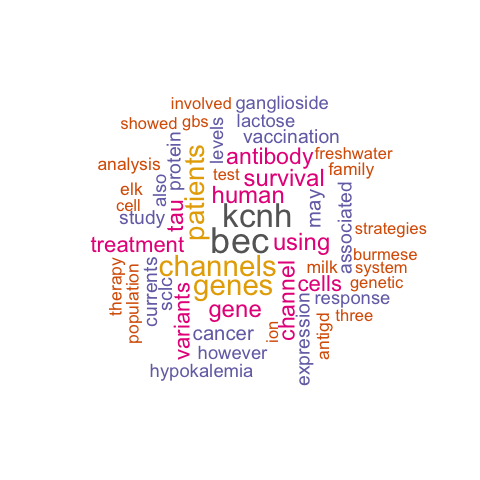 involved
ganglioside
showed
gbs
levels
lactose
vaccination
analysis
protein
patients
antibody
freshwater
elk
also
test
survival
family
cell
human
study
tau
kcnh
may
associated
strategies
treatment
bec
using
burmese
channels
channel
milk
system
therapy
population
currents
sclc
genes
cells
genetic
variants
gene
response
expression
three
cancer
ion
antigd
however
hypokalemia